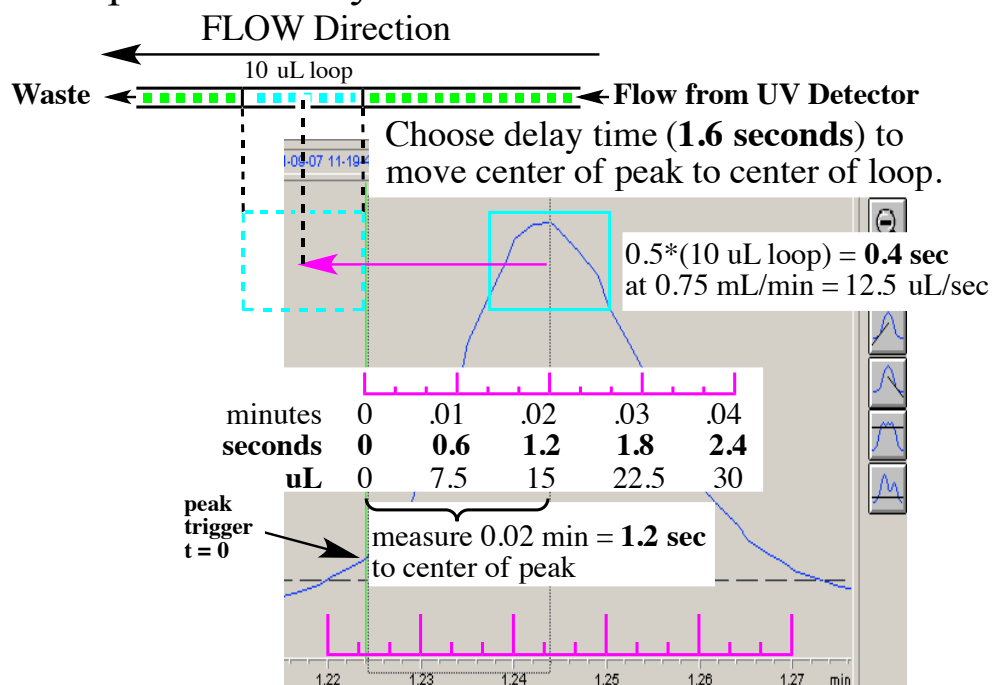 FLOW Direction
10 uL loop
Waste
Flow from UV Detector
Choose delay time (1.6 seconds) to
move center of peak to center of loop.
0.5*(10 uL loop) = 0.4 sec
at 0.75 mL/min = 12.5 uL/sec
minutes 0 .01 .02 .03 .04
seconds 0 0.6 1.2 1.8 2.4
uL 0 7.5 15 22.5 30
peak
trigger
t = 0
measure 0.02 min = 1.2 sec
to center of peak
1.22 1.23 1.24 1.25 1.26 1.27 min